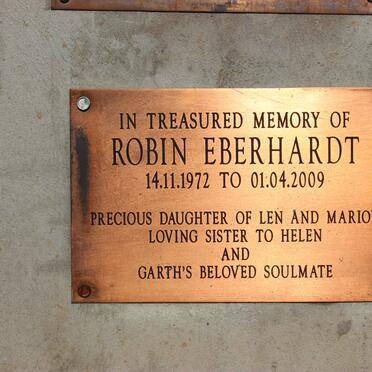 IN TREASURED MEMORY OF
ROBIN EBERHARDT
14.11.1972 TO 01.04.2009
PRECIOUS DAUGHTER OF LEN AND MARIO
LOVING SISTER TO HELEN
AND
GARTH'S BELOVED SOULMATE